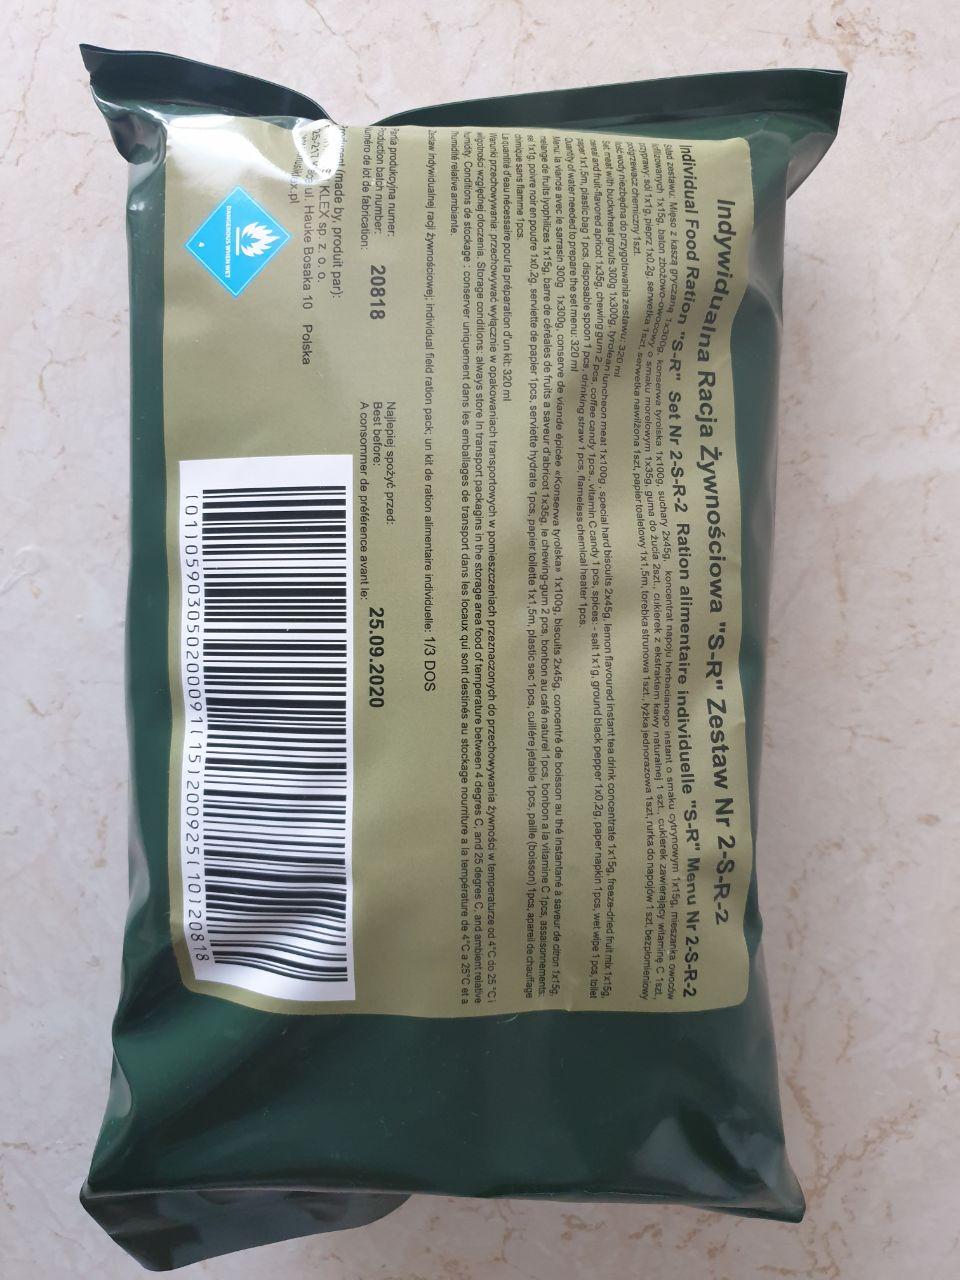 Indywidualna Racja Żywnościowa "S-R" Zestaw Nr 2-S-R-2
Individual Food Ration "S-R" Set Nr 2-S-R-2 Ration alimentaire individuelle "S-R" Menu Nr 2-S-R-2
Skład zestawu: Mięso z kaszą gryczaną 1x300g, konserwa tyrolska 1x100g, suchary 2x45g, koncentrat napoju herbacianego instant o smaku cytrynowym 1x15g, mieszanka owoców
liofilizowanych 1x15g, baton zbożowo-owocowy o smaku morelowym 1x35g, guma do żucia 2szt., cukierek z ekstraktem kawy naturalnej 1 szt., cukierek zawierający witaminę C 1szt.,
przyprawy: sól 1x1g, pieprz 1x0,2g, serwetka 1szt, serwetka nawilżona 1szt, papier toaletowy 1x1,5m, torebka strunowa 1szt., łyżka jednorazowa 1szt, rurka do napojów 1 szt, bezpłomieniowy
podgrzewacz chemiczny 1szt.
Ilość wody niezbędna do przygotowania zestawu: 320 ml
Set: meat with buckwheat grouts 300g 1x300g, tyrolean luncheon meat 1x100g , special hard biscuits 2x45g, lemon flavoured instant tea drink concentrate 1x15g, freeze-dried fruit mix 1x15g,
cereal and fruit-flavored apricot 1x35g, chewing gum 2 pcs, coffee candy 1pcs., vitamin C candy 1 pcs, spices: - salt 1x1g, ground black pepper 1x0,2g, paper napkin 1pcs, wet wipe 1 pcs, toilet
paper 1x1,5m, plastic bag 1 pcs, disposable spoon 1 pcs, drinking straw 1 pcs, flameless chemical heater 1pcs.
Quantity of water needed to prepare the set menu: 320 ml
Menu: la viande avec le sarrasin 300g 1x300g, conserve de viande épicée «Konserwa tyrolska» 1x100g, biscuits 2x45g, concentré de boisson au thé instantané à saveur de citron 1x15g,
melange de fruits lyophilizes 1x15g, barre de céréales de fruits a saveur d'abricot 1x35g, le chewing-gum 2 pcs, bonbon au café naturel 1pcs, bonbon a la vitamine C 1pcs, assaisonnements:
sel 1x1g, poivre noir en poudre 1x0,2g, serviette de papier 1pcs, serviette hydrate 1pcs, papier toilette 1x1,5m, plastic sac 1pcs, cuillére jetable 1pcs, paille (boisson) 1pcs, apareil de chauffage
chimique sans flamme 1pcs.
La quantité d'eau nécessaire pour la préparation d'un kit: 320 ml
Warunki przechowywania: przechowywać wyłącznie w opakowaniach transportowych w pomieszczeniach przeznaczonych do przechowywania żywności w temperaturze od 4°C do 25 °C i
wilgotności względnej otoczenia. Storage conditions: always store In transport packagins in the storage area food of temperature between 4 degres C, and 25 degres C, and ambient relative
humidity. Conditions de stockage : conserver uniquement dans les emballages de transport dans les locaux qui sont destinés au stockage nourriture a la température de 4°C a 25°C et a
l'humidité relative ambiante.
Zestaw indywidualnej racji żywnościowej; individual field ration pack; un kit de ration alimentaire individuelle: 1/3 DOS
Partia produkcyjna numer:
Production batch number: 20818
Numéro de lot de fabrication:
Najlepiej spożyć przed:
Best before: 25.09.2020
A consommer de préférence avant le:
Producent (made by, produit par):
KLEX sp. z. o. o.
ul. Hauke Bosaka 10 Polska
DANGEROUS WHEN WET
4
(01)05903050200091(15)200925(10)20818